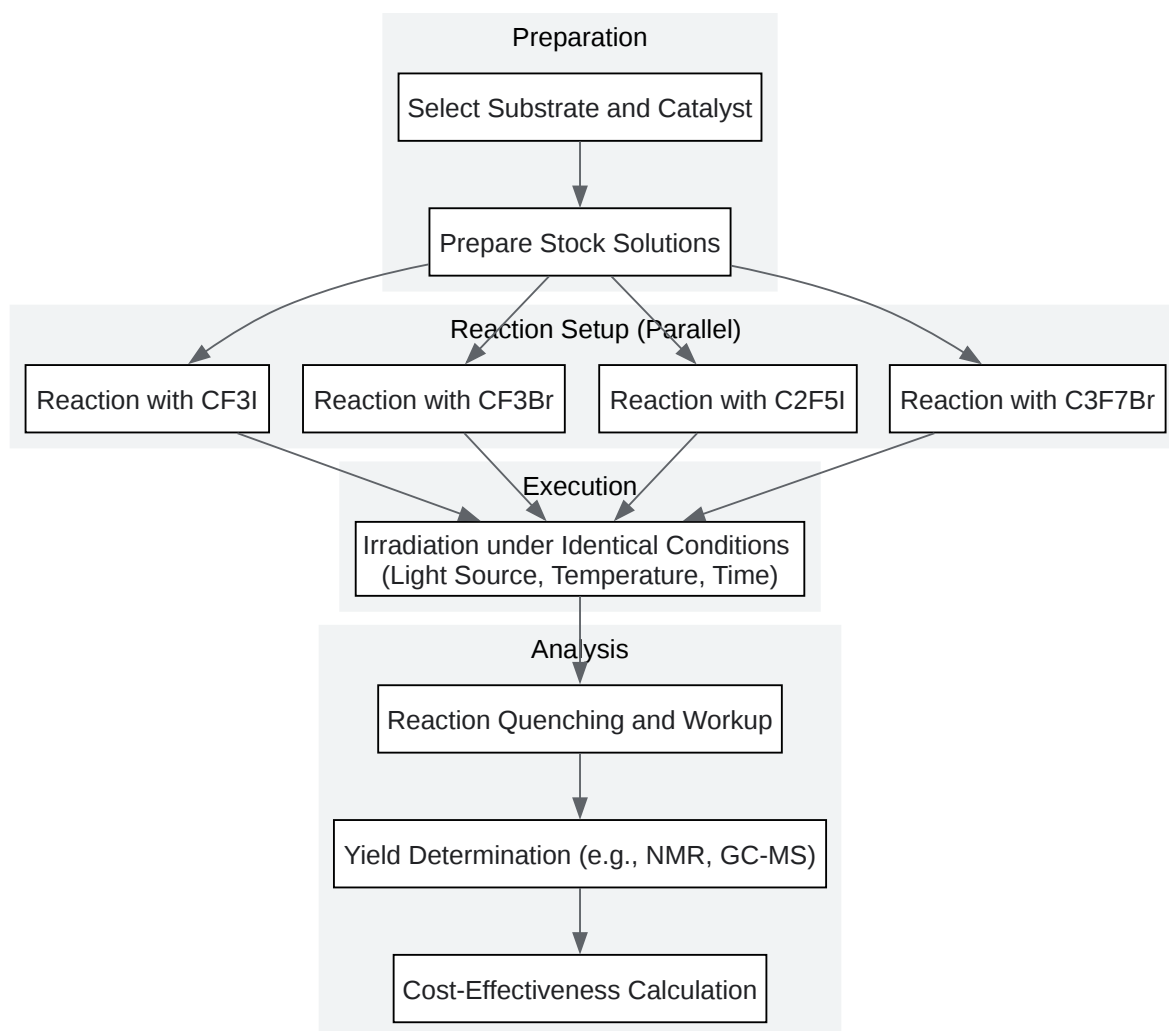 Preparation
Select Substrate and Catalyst
Prepare Stock Solutions
Reaction Setup (Parallel)
Reaction with CF3I
Reaction with CF3Br
Reaction with C2F5I
Reaction with C3F7Br
Execution
Irradiation under Identical Conditions
(Light Source, Temperature, Time)
Analysis
Reaction Quenching and Workup
Yield Determination (e.g., NMR, GC-MS)
Cost-Effectiveness Calculation